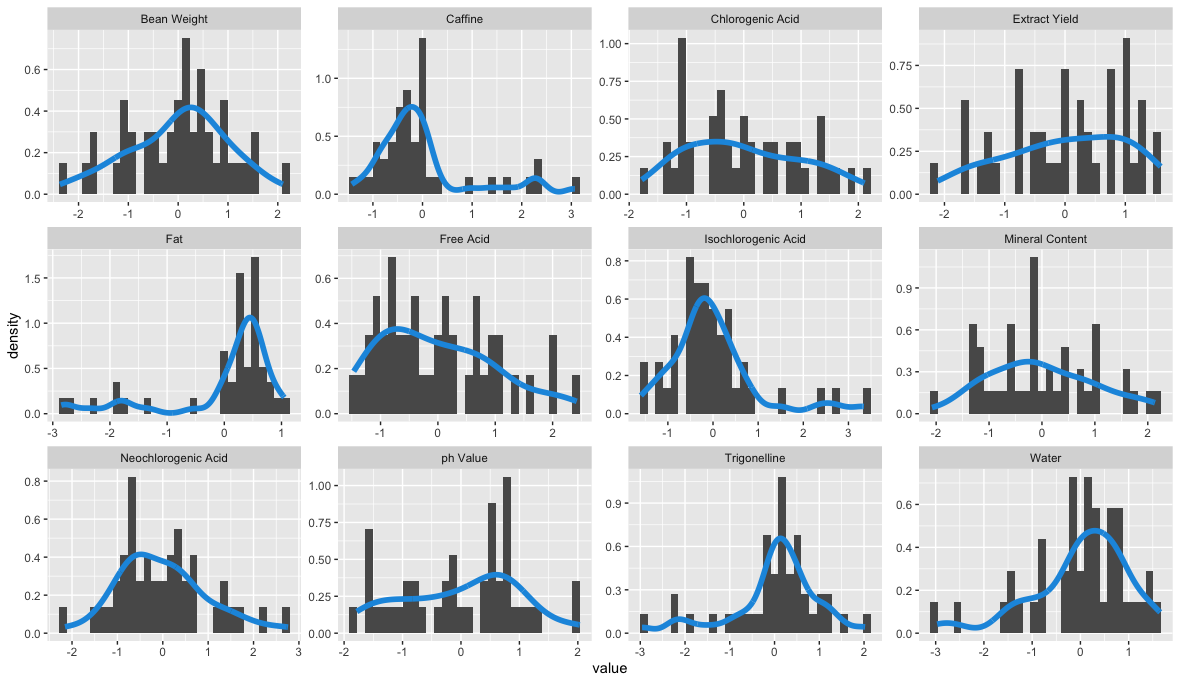 Bean Weight Caffine Chlorogenic Acid Extract Yield
0.6 0.4 0.2 0.0
1.0 0.5 0.0
1.00 0.75 0.50 0.25 0.00
0.75 0.50 0.25 0.00
-2 -1 0 1 2
-1 0 1 2 3
-2 -1 0 1 2
-2 -1 0 1
Fat Free Acid Isochlorogenic Acid Mineral Content
1.5 1.0 0.5 0.0
0.6 0.4 0.2 0.0
0.8 0.6 0.4 0.2 0.0
0.9 0.6 0.3 0.0
-3 -2 -1 0 1
-1 0 1 2
-1 0 1 2 3
-2 -1 0 1 2
density
Neochlorogenic Acid ph Value Trigonelline Water
0.8 0.6 0.4 0.2 0.0
1.00 0.75 0.50 0.25 0.00
0.9 0.6 0.3 0.0
0.6 0.4 0.2 0.0
-2 -1 0 1 2 3
-2 -1 0 1 2
-3 -2 -1 0 1 2
-3 -2 -1 0 1
value